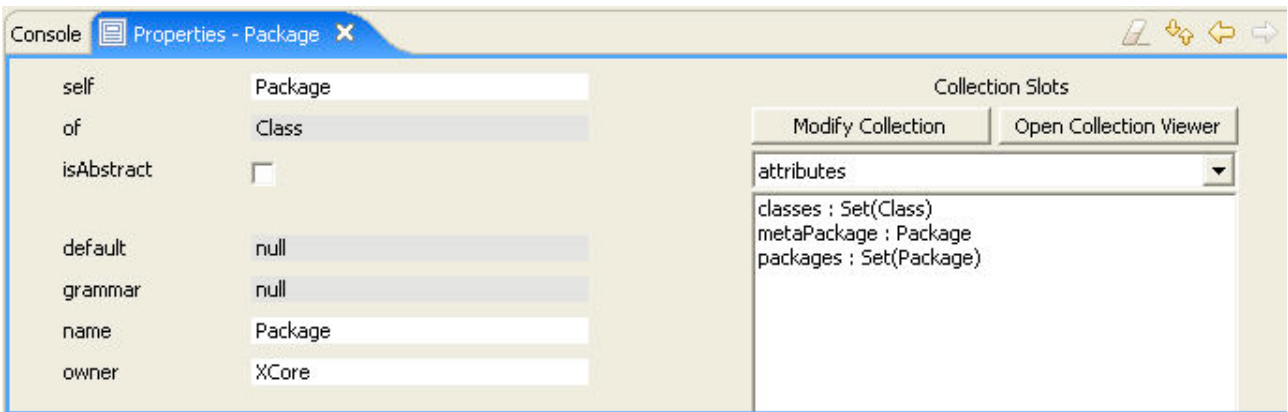 Console Properties - Package
self Package
of Class
isAbstract
default null
grammar null
name Package
owner XCore
Collection Slots
Modify Collection Open Collection Viewer
attributes
classes : Set(Class)
metaPackage : Package
packages : Set(Package)